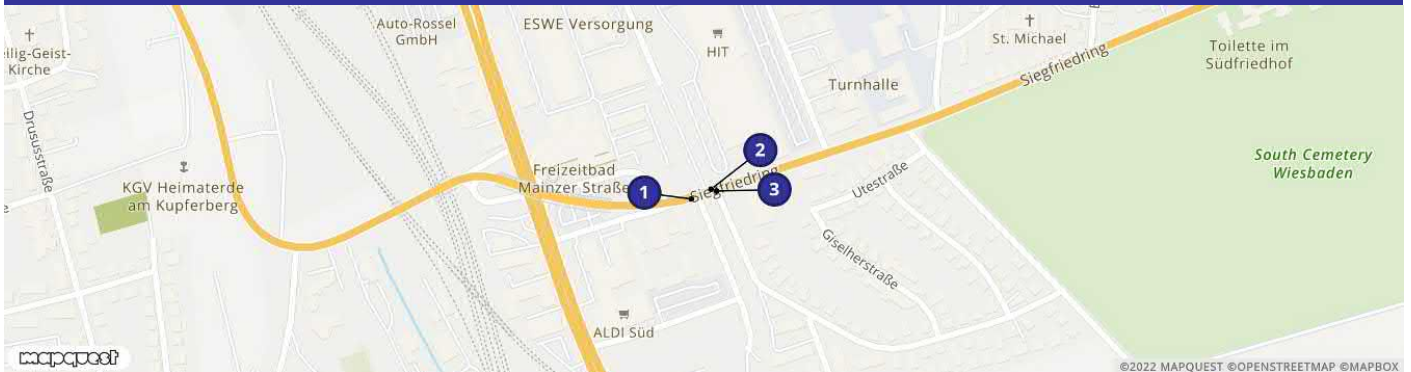 Auto-Rossel
GmbH
ESWE Versorgung
HIT
St. Michael
Toilette im
Südfriedhof
eilig-Geist-
Kirche
Siegfriedring
Turnhalle
Drususstraße
2
South Cemetery
Wiesbaden
Freizeitbad
Mainzer Straße
KGV Heimaterde
am Kupferberg
1
Siegfriedring
3
Utestraße
Giselherstraße
ALDI Süd
mapquest
©2022 MAPQUEST ©OPENSTREETMAP ©MAPBOX